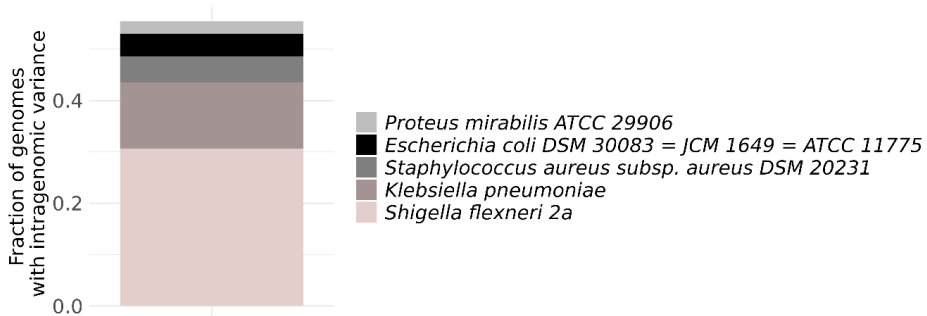 Fraction of genomes
with intragenomic variance
0.4
0.2
0.0
Proteus mirabilis ATCC 29906
Escherichia coli DSM 30083 = JCM 1649 = ATCC 11775
Staphylococcus aureus subsp. aureus DSM 20231
Klebsiella pneumoniae
Shigella flexneri 2a